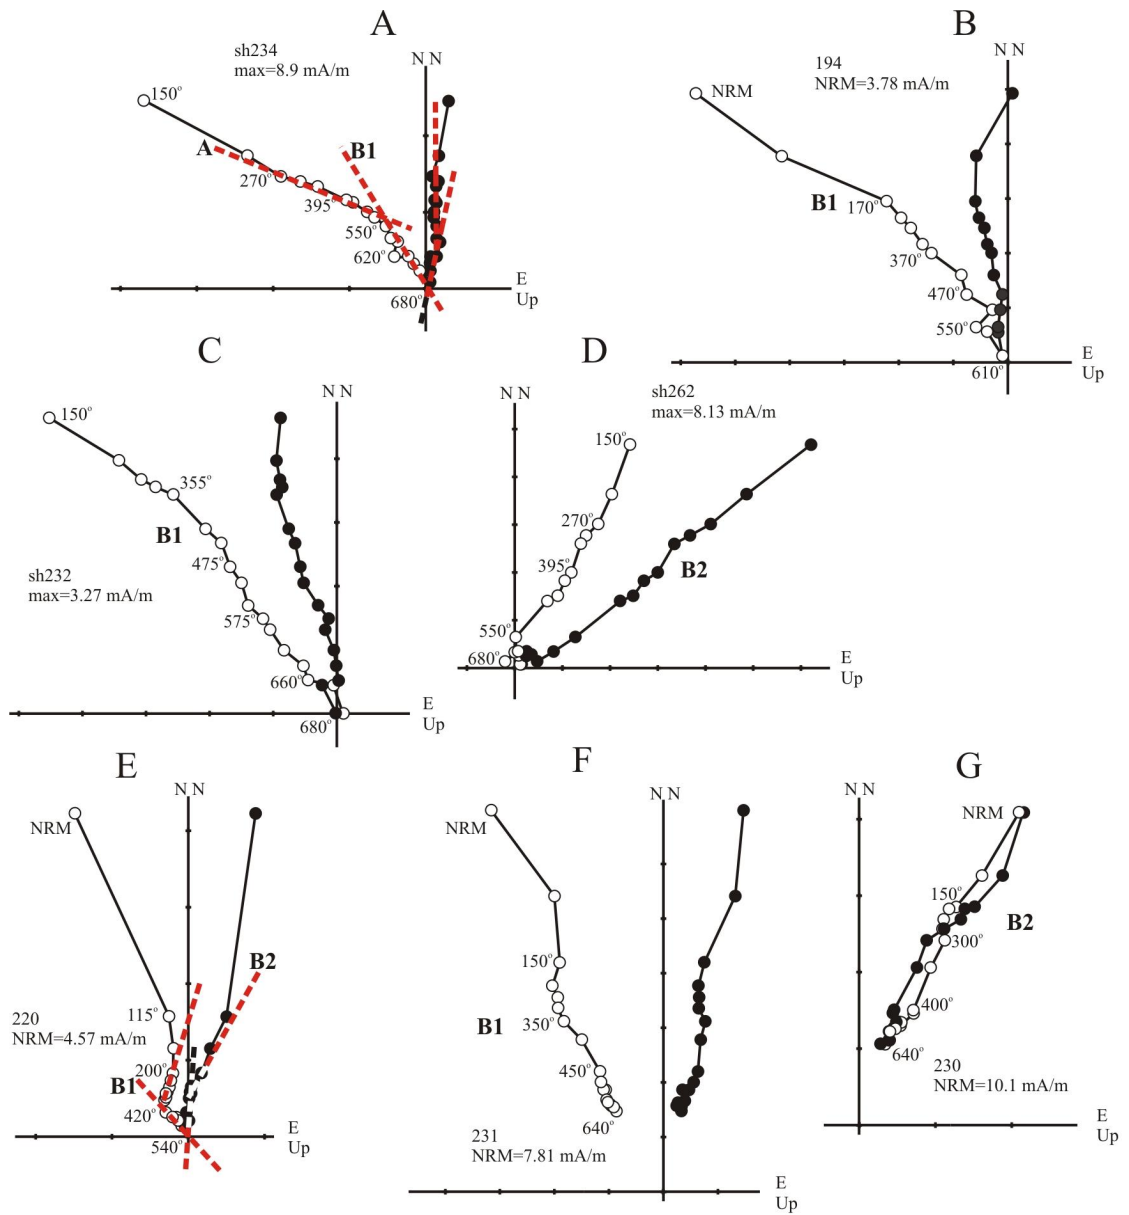 A
sh234
max=8.9 mA/m
N N
150°
A
B1
270°
395°
550°
620°
680°
E
Up
B
194
NRM=3.78 mA/m
N N
NRM
B1
170°
370°
470°
550°
610°
E
Up
C
N N
150°
355°
B1
475°
sh232
max=3.27 mA/m
575°
660°
680°
E
Up
D
sh262
max=8.13 mA/m
N N
150°
270°
395°
B2
550°
680°
E
Up
E
N N
NRM
B2
115°
220
NRM=4.57 mA/m
200°
B1
420°
540°
E
Up
F
N N
NRM
150°
B1
350°
450°
640°
231
NRM=7.81 mA/m
E
Up
G
N N
NRM
150°
B2
300°
400°
640°
230
NRM=10.1 mA/m
E
Up